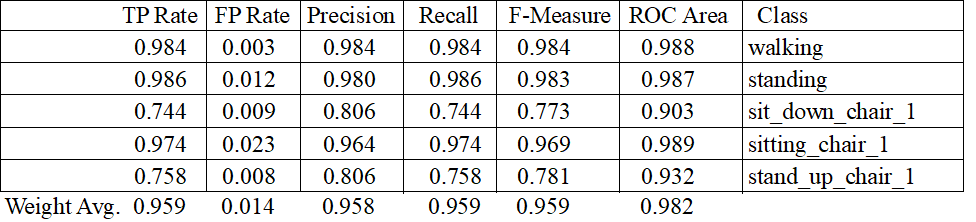 TP Rate FP Rate Precision Recall F-Measure ROC Area Class
0.984 0.003 0.984 0.984 0.984 0.988 walking
0.986 0.012 0.980 0.986 0.983 0.987 standing
0.744 0.009 0.806 0.744 0.773 0.903 sit_down_chair_1
0.974 0.023 0.964 0.974 0.969 0.989 sitting_chair_1
0.758 0.008 0.806 0.758 0.781 0.932 stand_up_chair_1
Weight Avg. 0.959 0.014 0.958 0.959 0.959 0.982